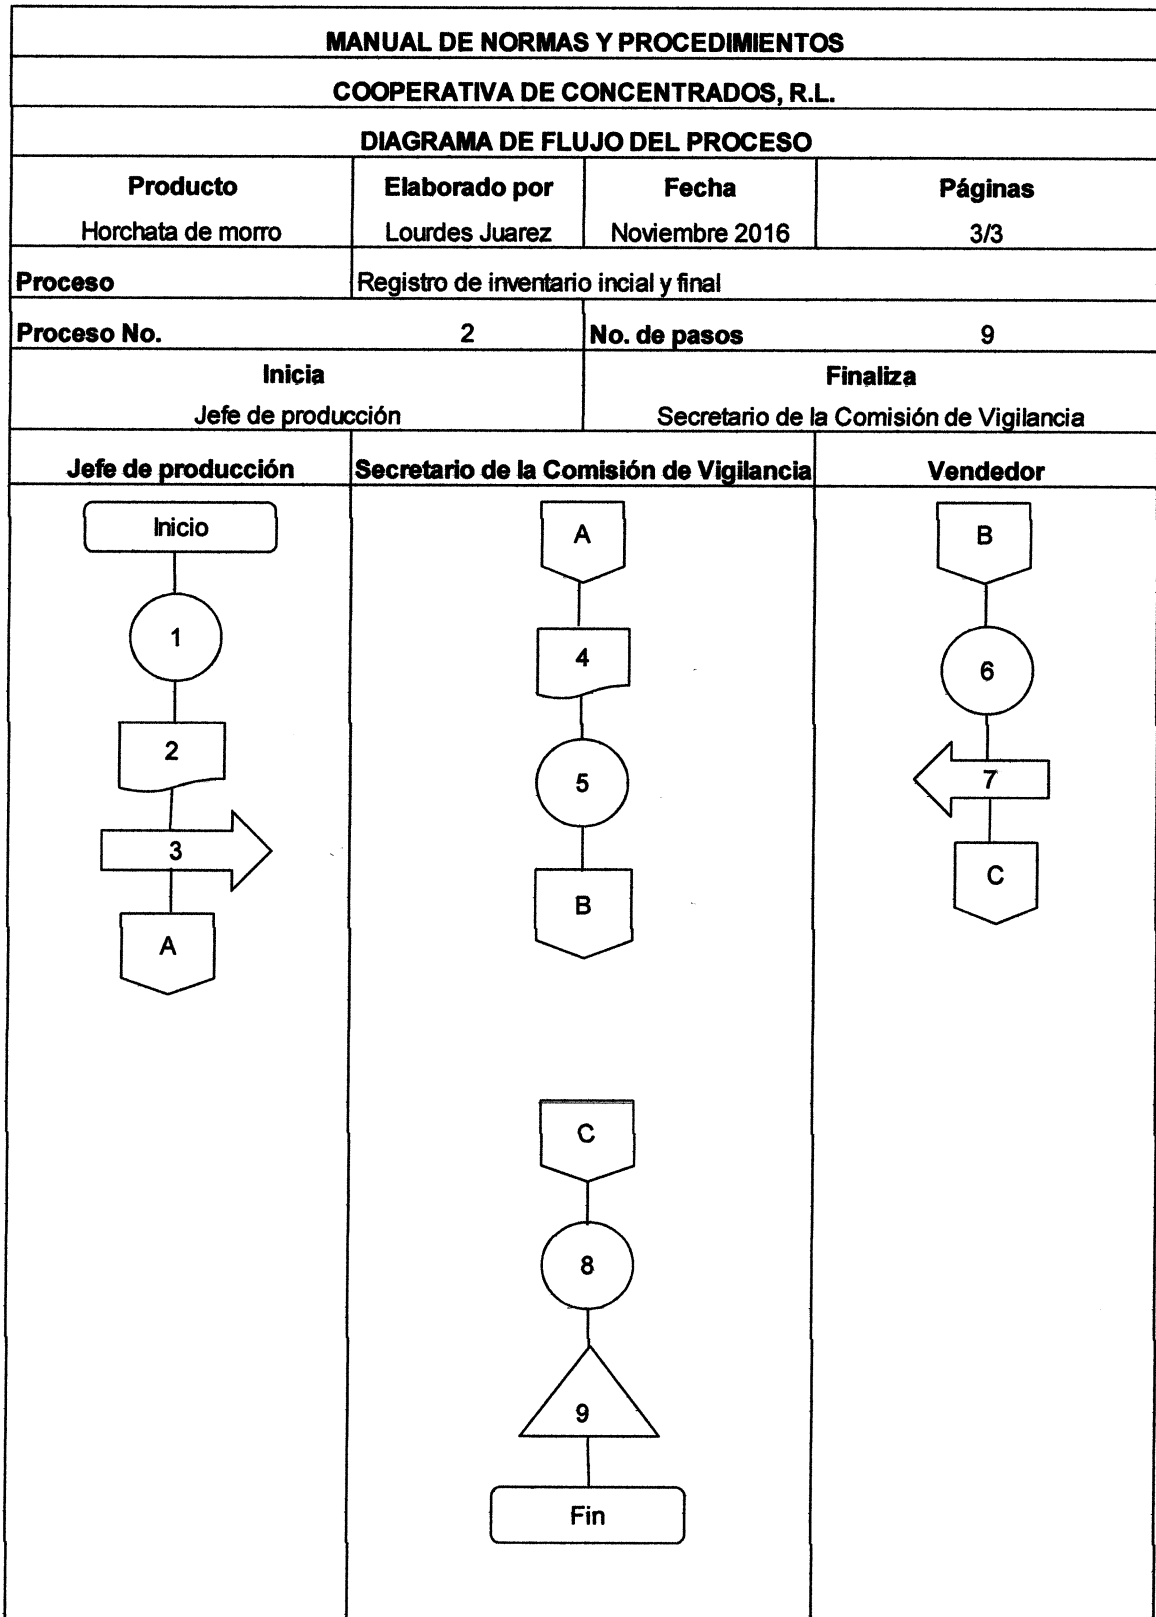 MANUAL DE NORMAS Y PROCEDIMIENTOS
COOPERATIVA DE CONCENTRADOS, R.L.
DIAGRAMA DE FLUJO DEL PROCESO
Producto Elaborado por Fecha Páginas
Horchata de morro Lourdes Juarez Noviembre 2016 3/3
Proceso Registro de inventario incial y final
Proceso No. 2 No. de pasos 9
Inicia Finaliza
Jefe de producción Secretario de la Comisión de Vigilancia
Jefe de producción Secretario de la Comisión de Vigilancia Vendedor
Inicio
1
2
3
A
A
4
5
B
C
8
9
Fin
B
6
7
C